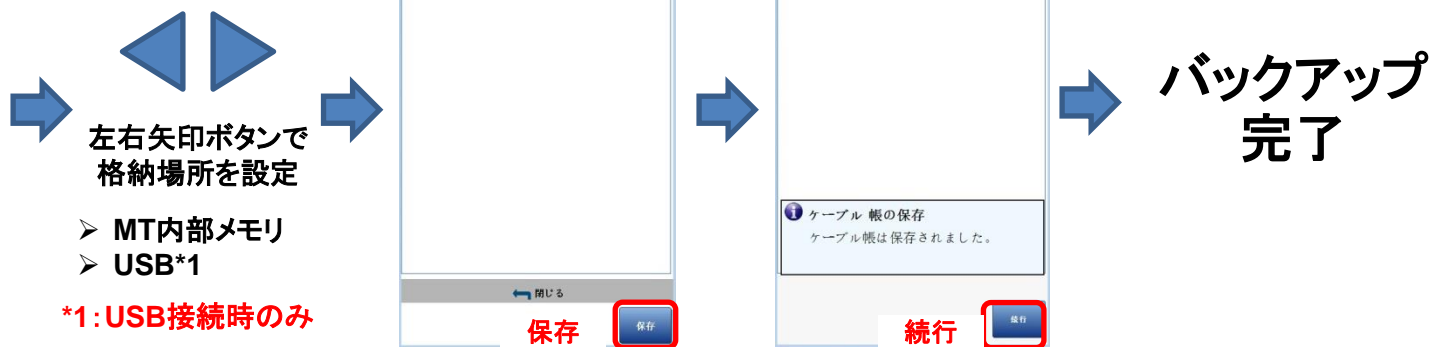 左右矢印ボタンで
格納場所を設定
➢ MT内部メモリ
➢ USB*1
*1:USB接続時のみ
閉じる
保存
保存
ケーブル 帳の保存
ケーブル帳は保存されました。
続行
続行
バックアップ
完了